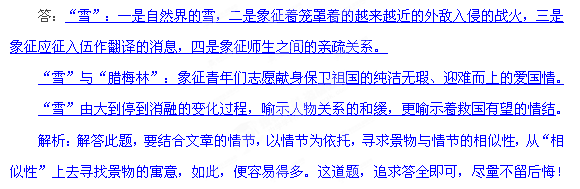 答：“雪”：一是自然界的雪，二是象征着笼罩着的越来越近的外敌入侵的战火，三是
象征应征入伍作翻译的消息，四是象征师生之间的亲疏关系。
“雪”与“腊梅林”：象征青年们志愿献身保卫祖国的纯洁无瑕、迎难而上的爱国情。
“雪”由大到停到消融的变化过程，喻示人物关系的和缓，更喻示着救国有望的情结。
解析：解答此题，要结合文章的情节，以情节为依托，寻求景物与情节的相似性，从“相
似性”上去寻找景物的寓意，如此，便容易得多。这道题，追求答全即可，尽量不留后悔！